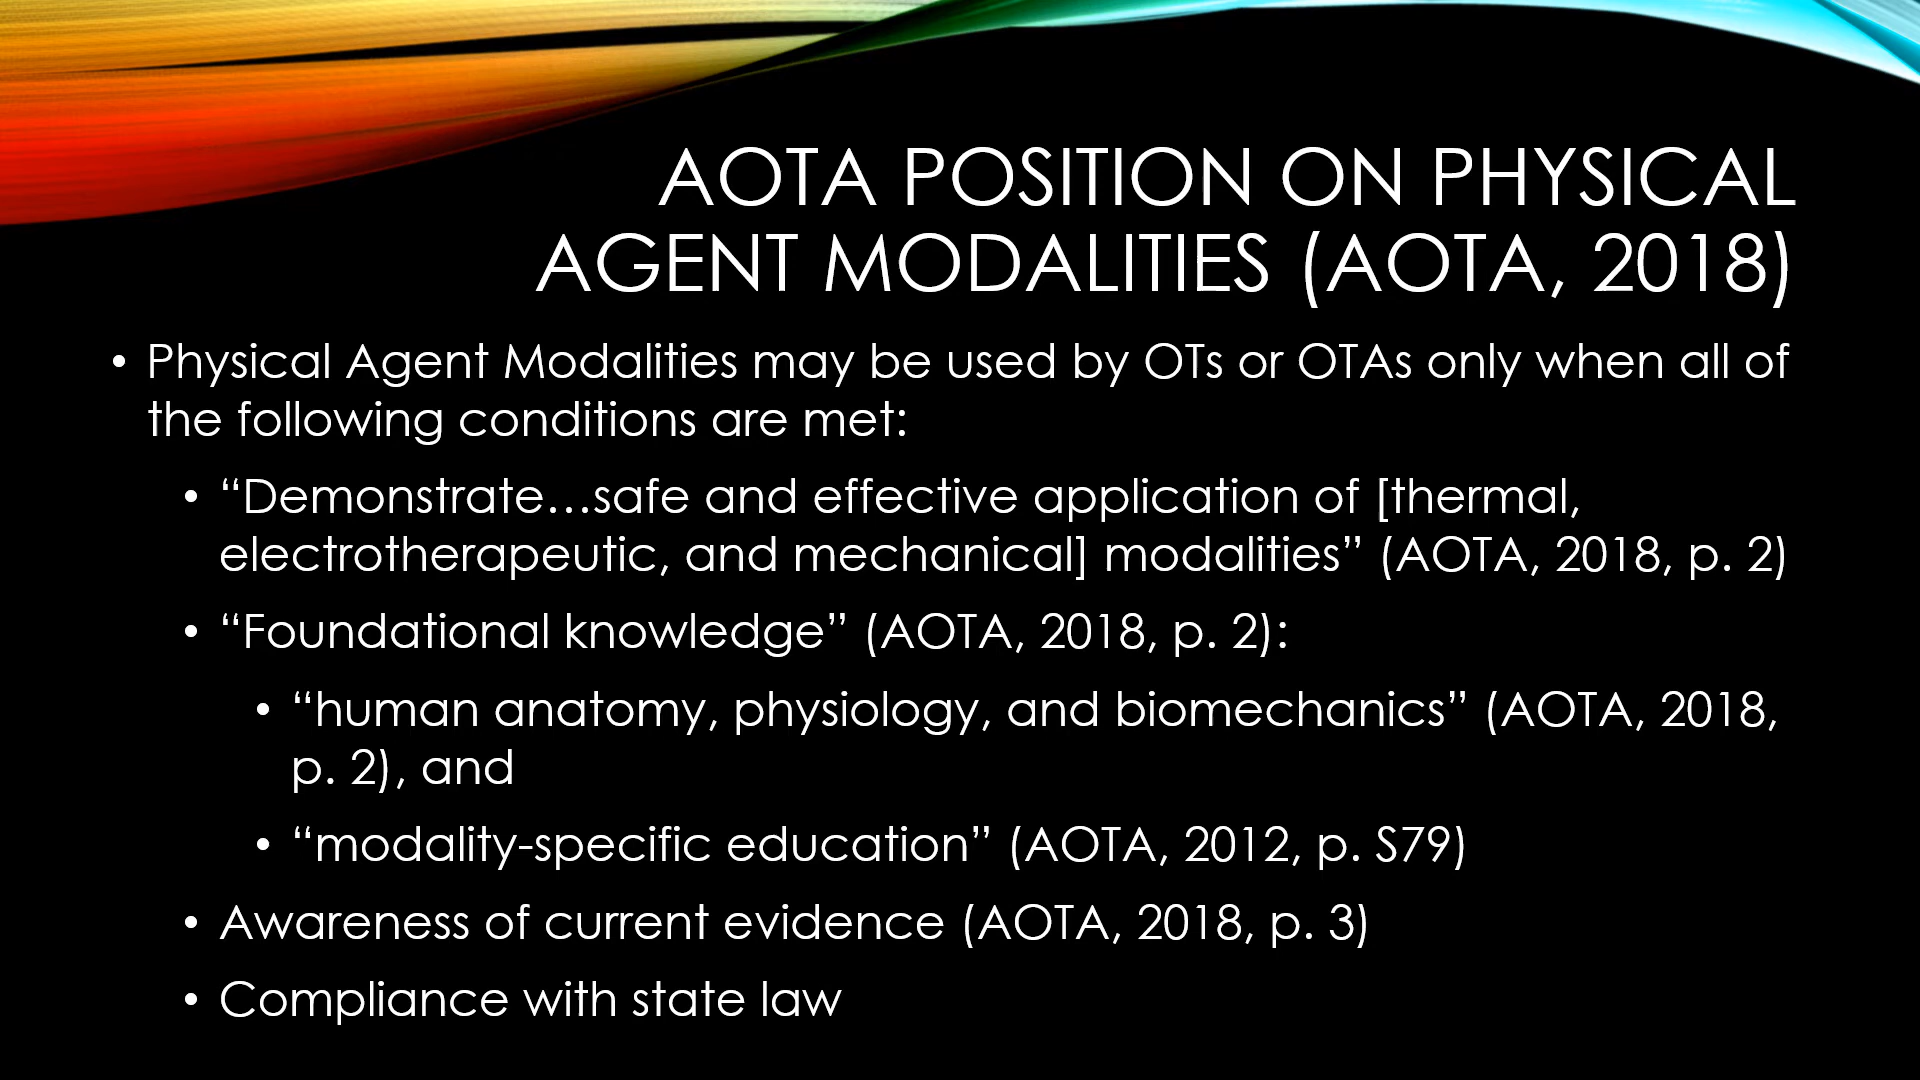 AOTA POSITION ON PHYSICAL
AGENT MODALITIES (AOTA, 2018)
• Physical Agent Modalities may be used by OTs or OTAs only when all of
the following conditions are met:
• “Demonstrate…safe and effective application of [thermal,
electrotherapeutic, and mechanical] modalities” (AOTA, 2018, p. 2)
• “Foundational knowledge” (AOTA, 2018, p. 2):
• “human anatomy, physiology, and biomechanics” (AOTA, 2018,
p. 2), and
• “modality-specific education” (AOTA, 2012, p. S79)
• Awareness of current evidence (AOTA, 2018, p. 3)
• Compliance with state law